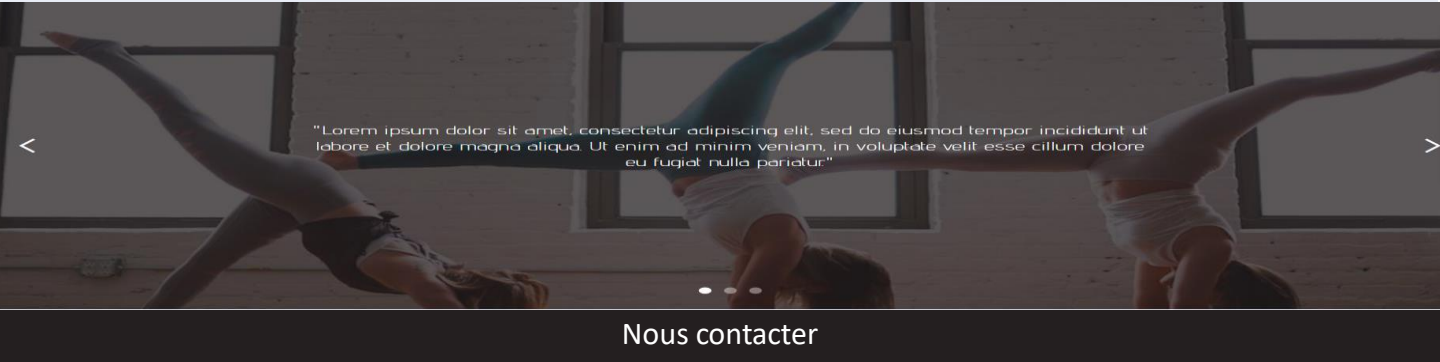 "Lorem ipsum dolor sit amet, consectetur adipiscing elit, sed do eiusmod tempor incididunt ut
labore et dolore magna aliqua. Ut enim ad minim veniam, in voluptate velit esse cillum dolore
eu fugiat nulla pariatur."
< >
Nous contacter